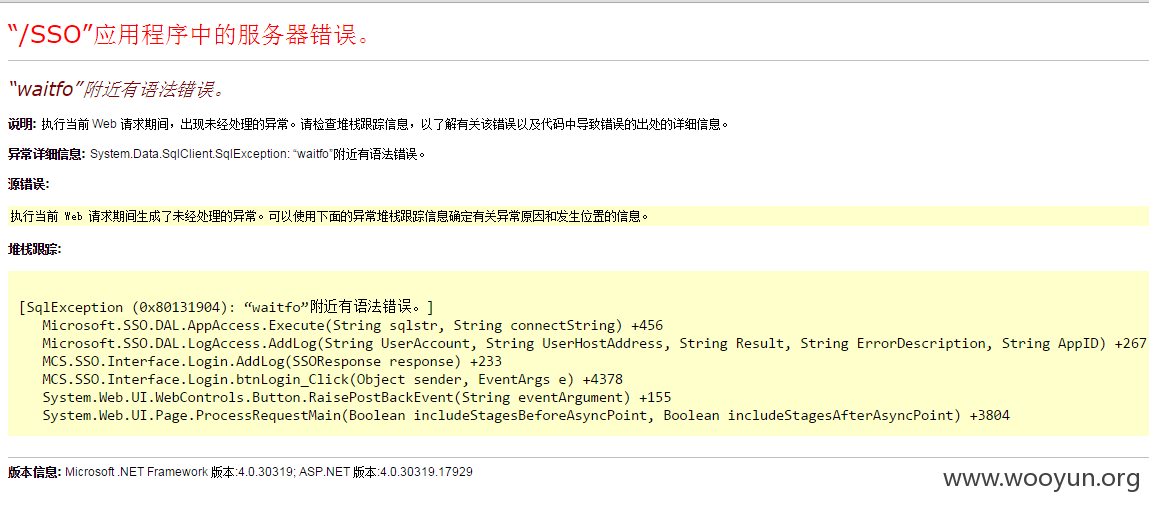 “/SSO”应用程序中的服务器错误。
“waitfo”附近有语法错误。
说明: 执行当前 Web 请求期间，出现未经处理的异常。请检查堆栈跟踪信息，以了解有关该错误以及代码中导致错误的出处的详细信息。
异常详细信息: System.Data.SqlClient.SqlException: “waitfo”附近有语法错误。
源错误:
执行当前 Web 请求期间生成了未经处理的异常。可以使用下面的异常堆栈跟踪信息确定有关异常原因和发生位置的信息。
堆栈跟踪:
[SqlException (0x80131904): “waitfo”附近有语法错误。]
Microsoft.SSO.DAL.AppAccess.Execute(String sqlstr, String connectString) +456
Microsoft.SSO.DAL.LogAccess.AddLog(String UserAccount, String UserHostAddress, String Result, String ErrorDescription, String AppID) +267
MCS.SSO.Interface.Login.AddLog(SSOResponse response) +233
MCS.SSO.Interface.Login.btnLogin_Click(Object sender, EventArgs e) +4378
System.Web.UI.WebControls.Button.RaisePostBackEvent(String eventArgument) +155
System.Web.UI.Page.ProcessRequestMain(Boolean includeStagesBeforeAsyncPoint, Boolean includeStagesAfterAsyncPoint) +3804
版本信息: Microsoft .NET Framework 版本:4.0.30319; ASP.NET 版本:4.0.30319.17929
www.wooyun.org